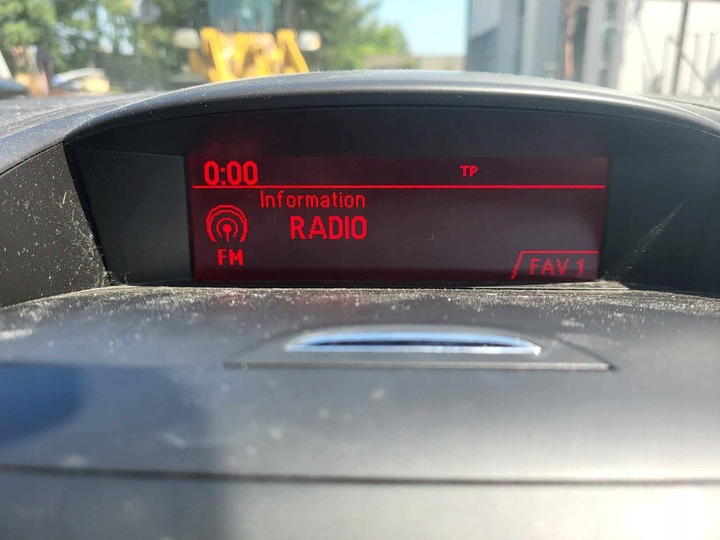 0:00 TP
Information
RADIO
FM
FAV 1